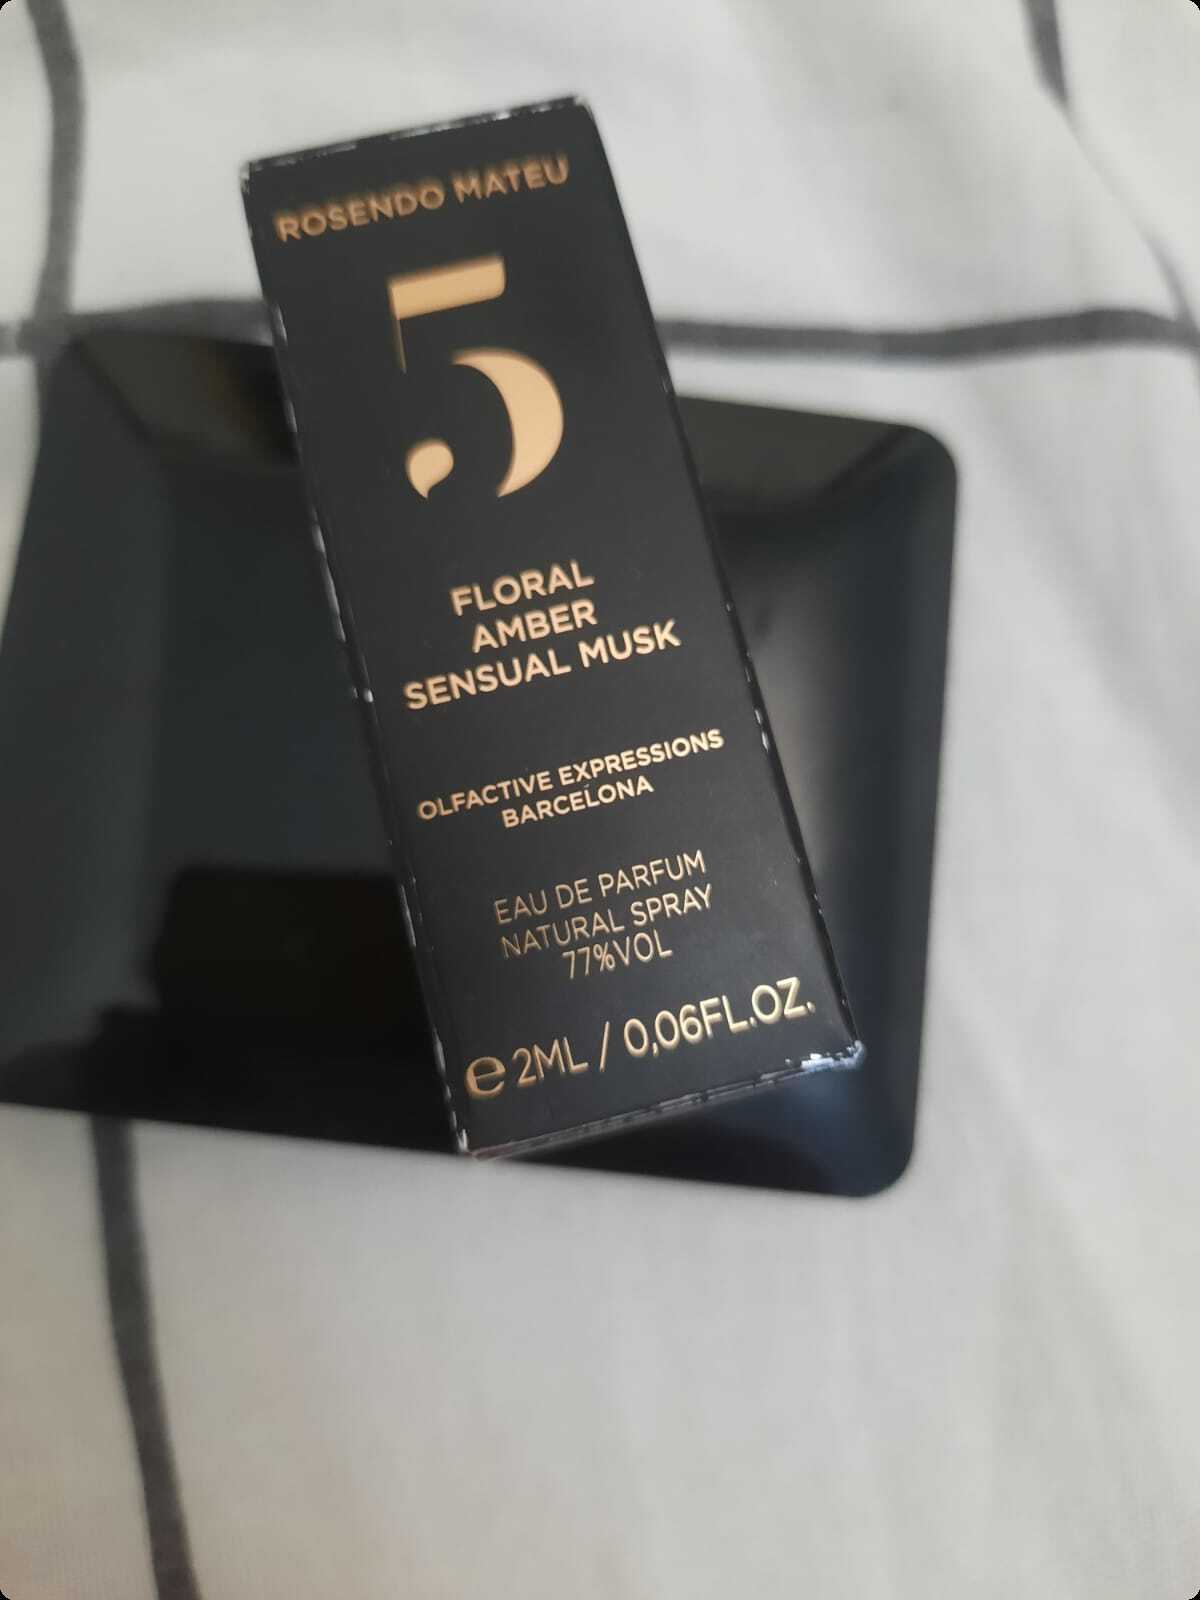 ROSENDO MATEU
5
FLORAL
AMBER
SENSUAL MUSK
OLFACTIVE EXPRESSIONS
BARCELONA
EAU DE PARFUM
NATURAL SPRAY
77%VOL
℮ 2ML / 0,06FL.OZ.